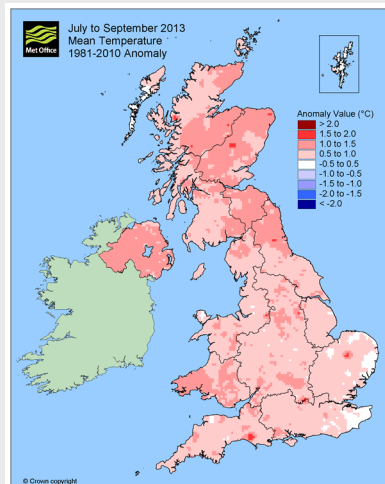 Met Office
July to September 2013
Mean Temperature
1981-2010 Anomaly
Anomaly Value (°C)
> 2.0
1.5 to 2.0
1.0 to 1.5
0.5 to 1.0
-0.5 to 0.5
-1.0 to -0.5
-1.5 to -1.0
-2.0 to -1.5
< -2.0
© Crown copyright